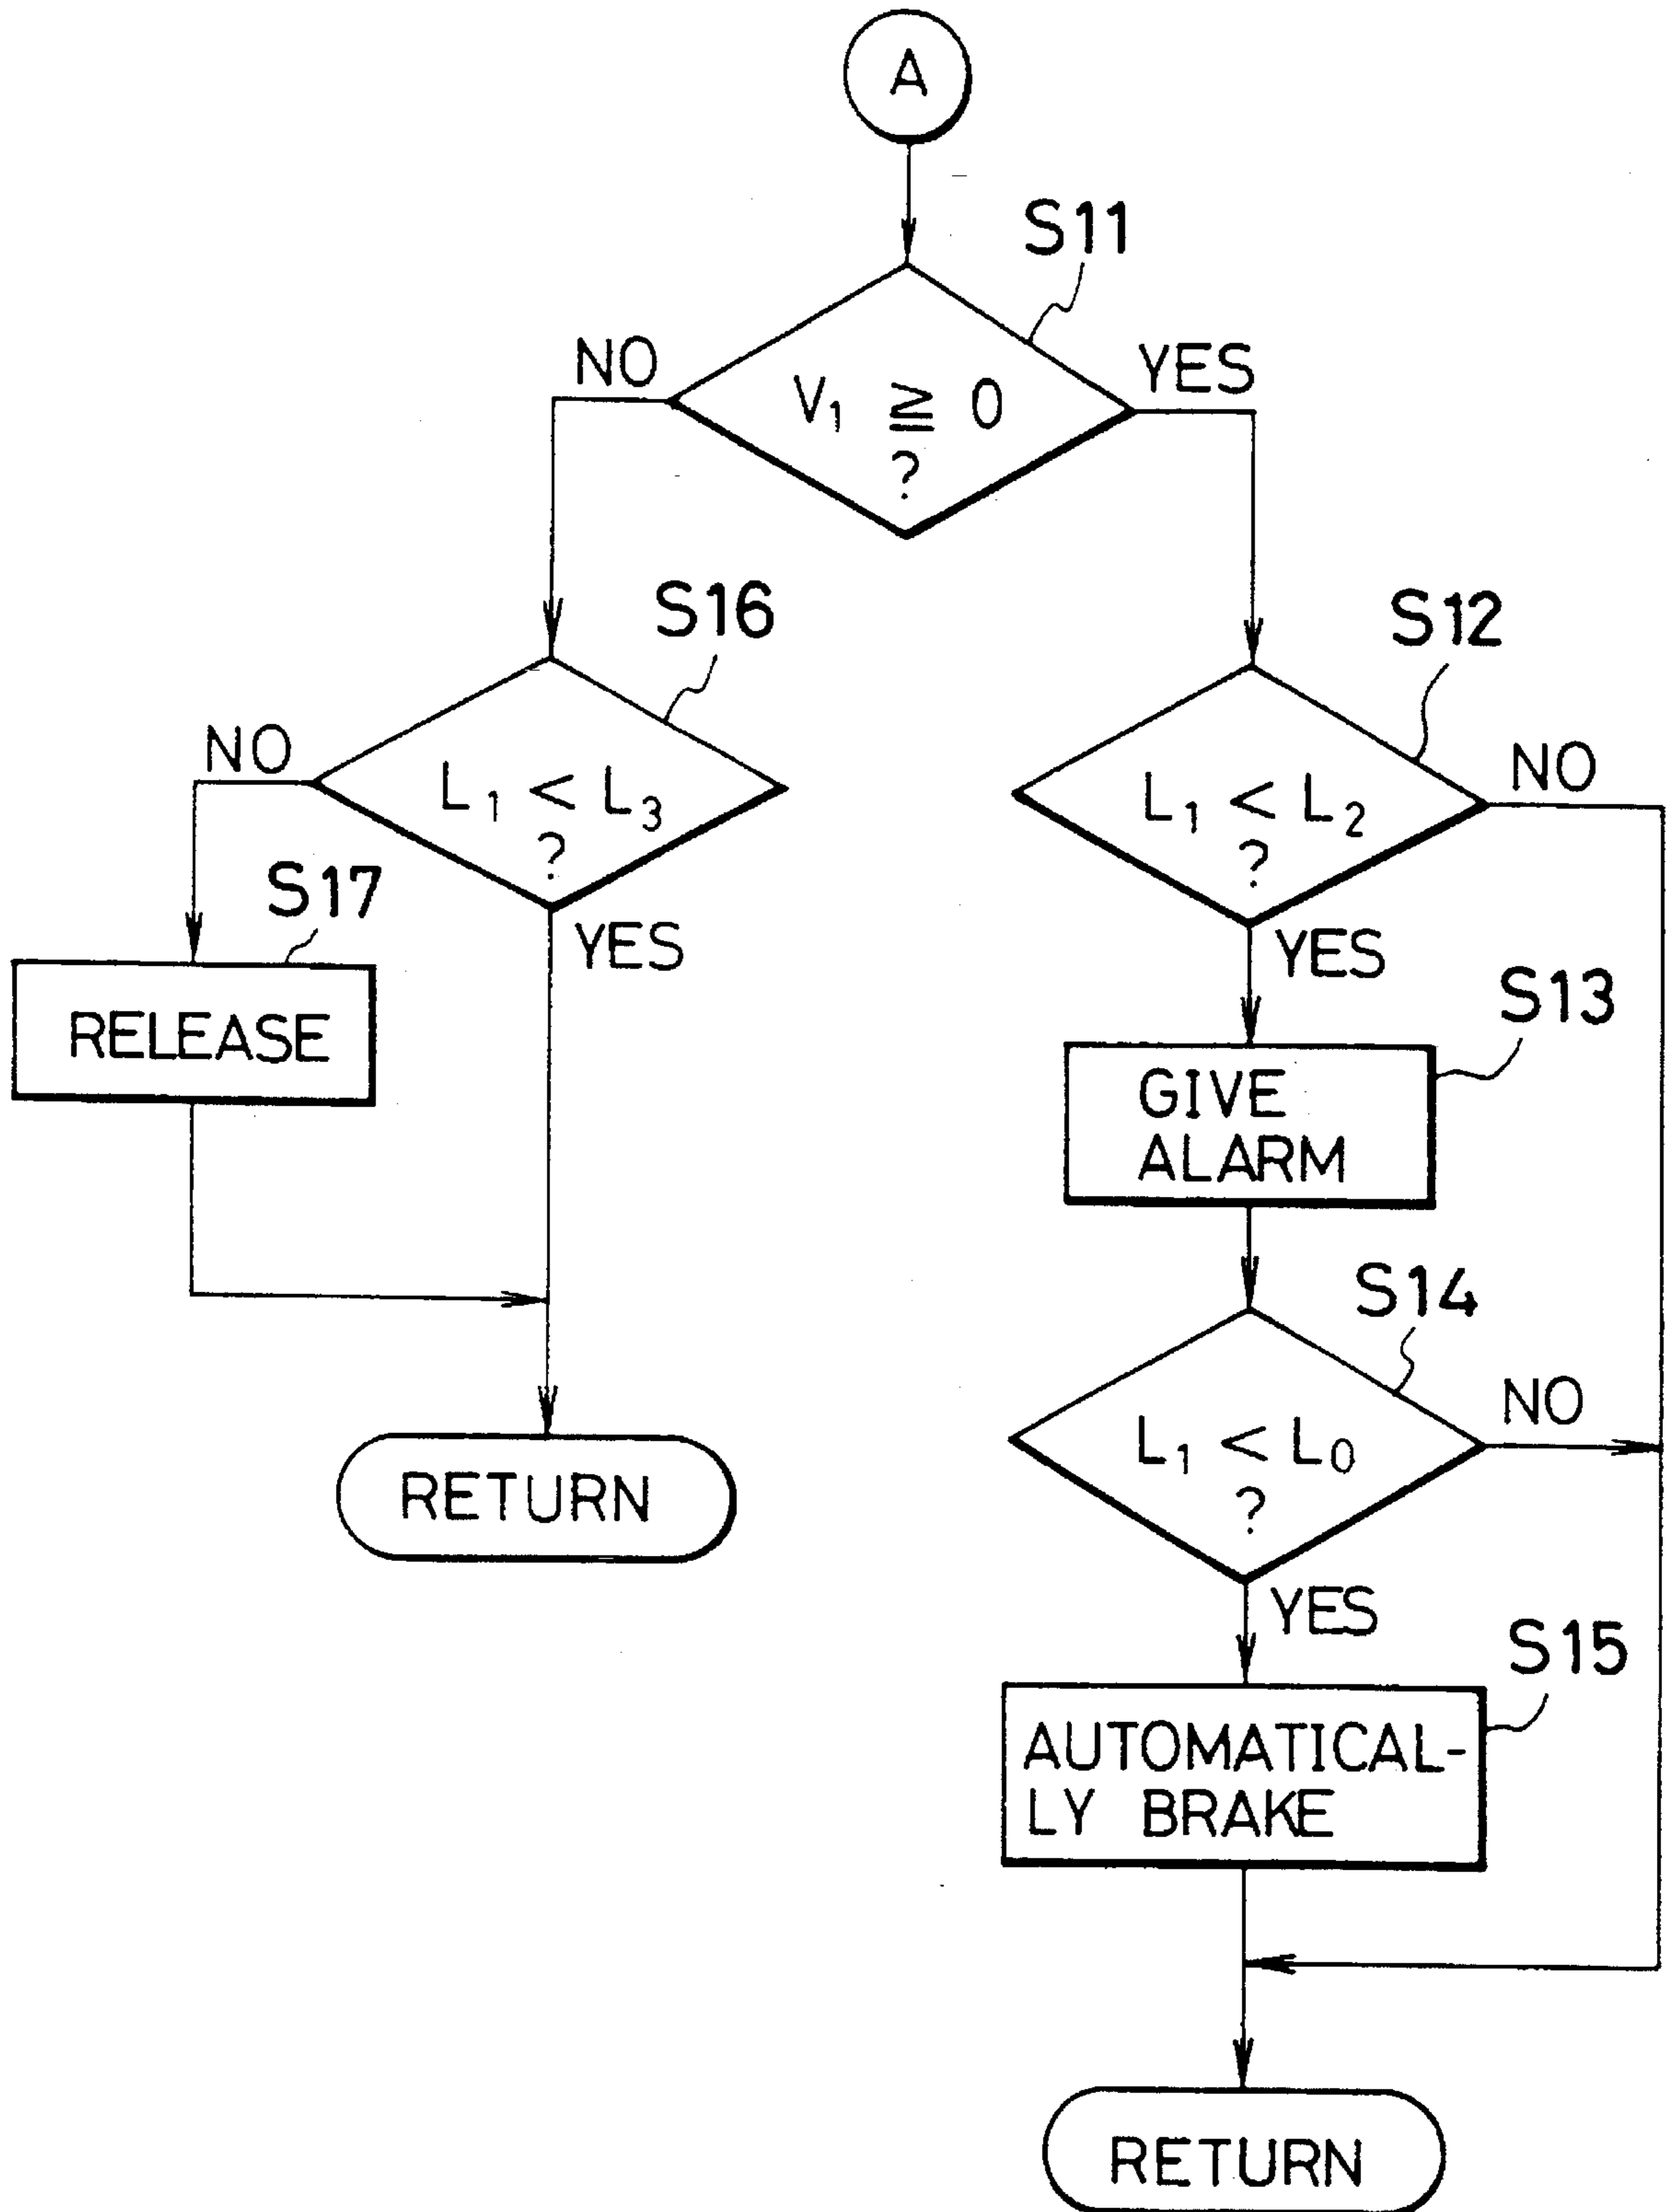 A
S11
NO
YES
V₁ ≧ 0
?
S16
S12
NO
L₁ < L₃
?
L₁ < L₂
?
NO
S17
YES
YES
RELEASE
S13
GIVE
ALARM
S14
L₁ < L₀
?
NO
RETURN
YES
S15
AUTOMATICAL-
LY BRAKE
RETURN